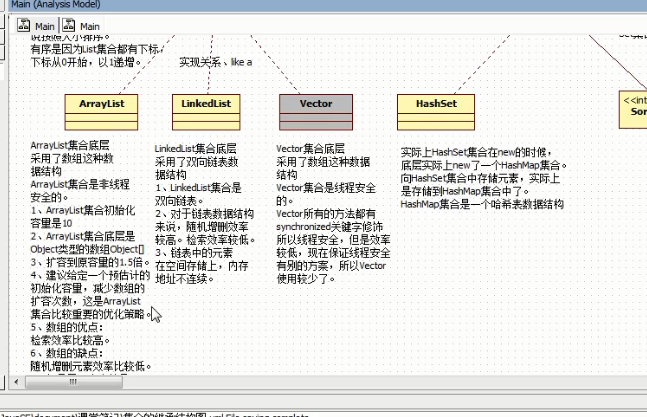 Main (Analysis Model)
Main
Main
说按照大小排序。
有序是因为List集合都有下标，
下标从0开始，以1递增。
实现关系、like a
ArrayList
LinkedList
Vector
HashSet
<<int
Sor
ArrayList集合底层
采用了数组这种数
据结构
ArrayList集合是非线程
安全的。
1、ArrayList集合初始化
容量是10
2、ArrayList集合底层是
Object类型的数组Object[]
3、扩容到原容量的1.5倍。
4、建议给定一个预估计的
初始化容量，减少数组的
扩容次数，这是ArrayList
集合比较重要的优化策略。
5、数组的优点：
检索效率比较高。
6、数组的缺点：
随机增删元素效率比较低。
LinkedList集合底层
采用了双向链表数
据结构
1、LinkedList集合是
双向链表。
2、对于链表数据结构
来说，随机增删效率
较高。检索效率较低。
3、链表中的元素
在空间存储上，内存
地址不连续。
Vector集合底层
采用了数组这种数
据结构
Vector集合是线程安全
的。
Vector所有的方法都有
synchronized关键字修饰
所以线程安全，但是效率
较低，现在保证线程安全
有别的方案，所以Vector
使用较少了。
实际上HashSet集合在new的时候，
底层实际上new了一个HashMap集合。
向HashSet集合中存储元素，实际上
是存储到HashMap集合中了。
HashMap集合是一个哈希表数据结构